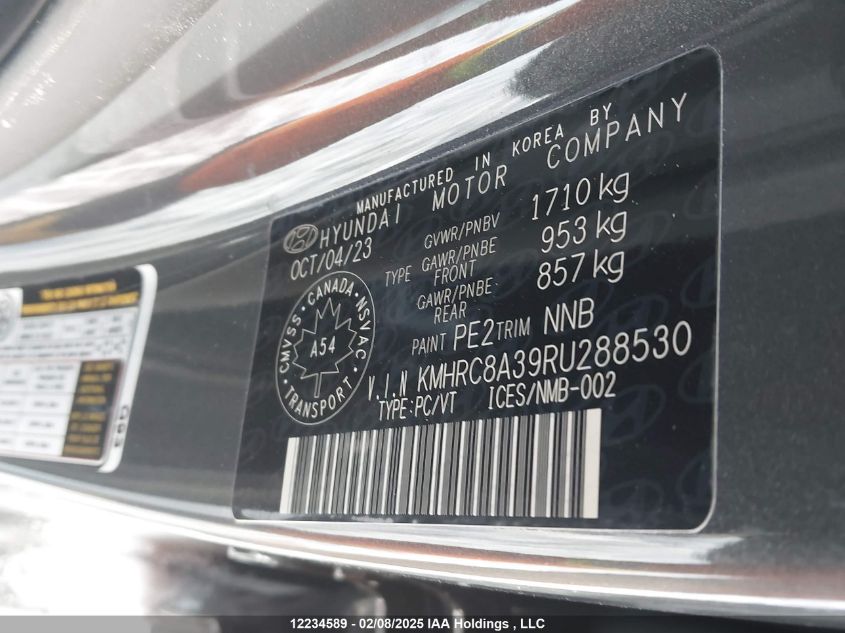 MANUFACTURED IN KOREA BY
HYUNDAI MOTOR COMPANY
OCT/04/23
GVWR/PNBV 1710 kg
TYPE GAWR/PNBE FRONT 953 kg
GAWR/PNBE REAR 857 kg
CMVSS · CANADA · NSVAC
A54
TRANSPORT
PAINT PE2 TRIM NNB
V.I.N KMHRC8A39RU288530
TYPE:PC/VT ICES/NMB-002
12234589 - 02/08/2025 IAA Holdings , LLC